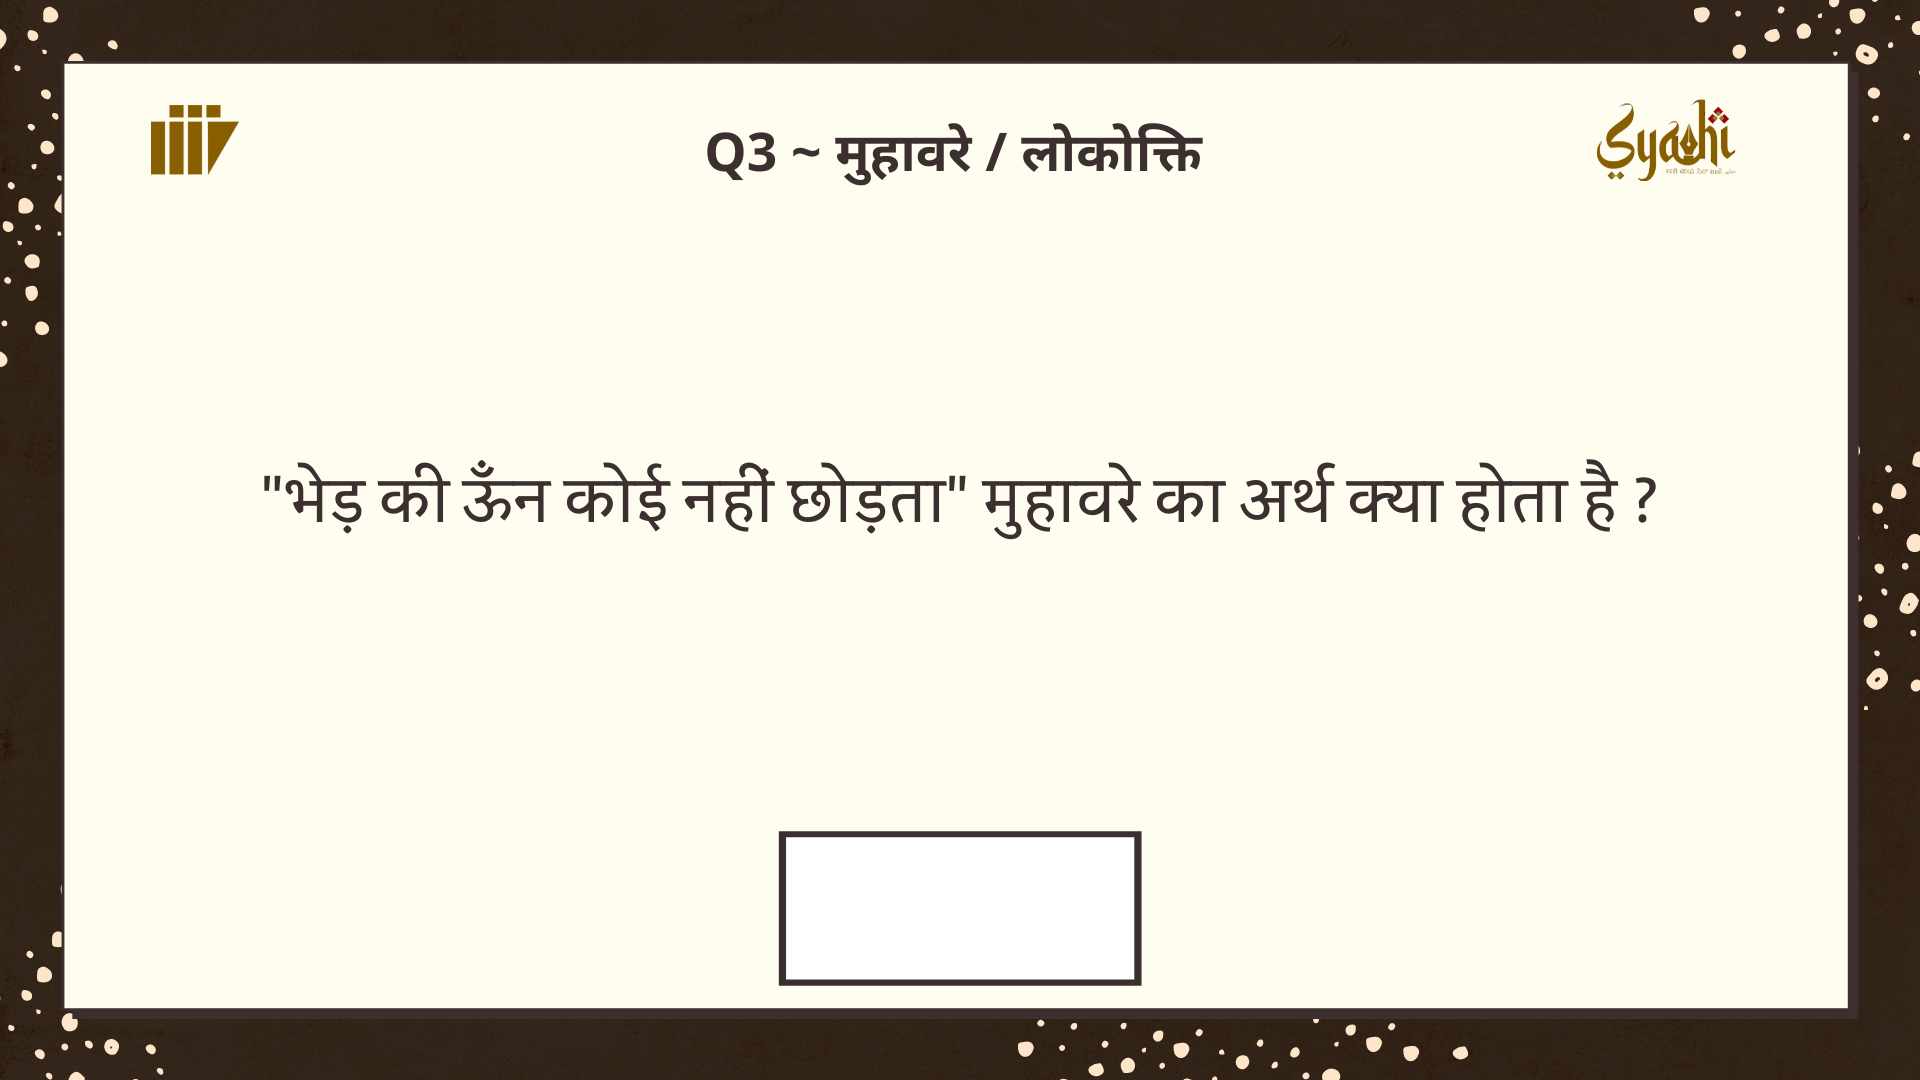 Q3 ~ मुहावरे / लोकोक्ति
Syahi
"भेड़ की ऊँन कोई नहीं छोड़ता" मुहावरे का अर्थ क्या होता है ?